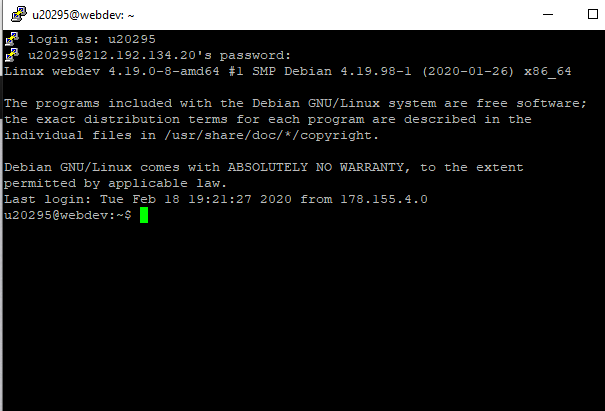 u20295@webdev: ~
login as: u20295
u20295@212.192.134.20's password:
Linux webdev 4.19.0-8-amd64 #1 SMP Debian 4.19.98-1 (2020-01-26) x86_64
The programs included with the Debian GNU/Linux system are free software;
the exact distribution terms for each program are described in the
individual files in /usr/share/doc/*/copyright.
Debian GNU/Linux comes with ABSOLUTELY NO WARRANTY, to the extent
permitted by applicable law.
Last login: Tue Feb 18 19:21:27 2020 from 178.155.4.0
u20295@webdev:~$